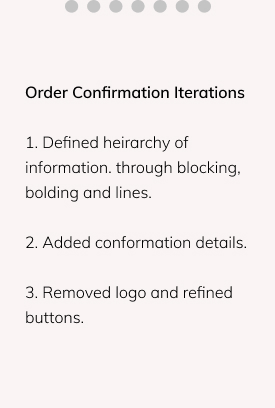 Order Confirmation Iterations
1. Defined heirarchy of
information. through blocking,
bolding and lines.
2. Added conformation details.
3. Removed logo and refined
buttons.